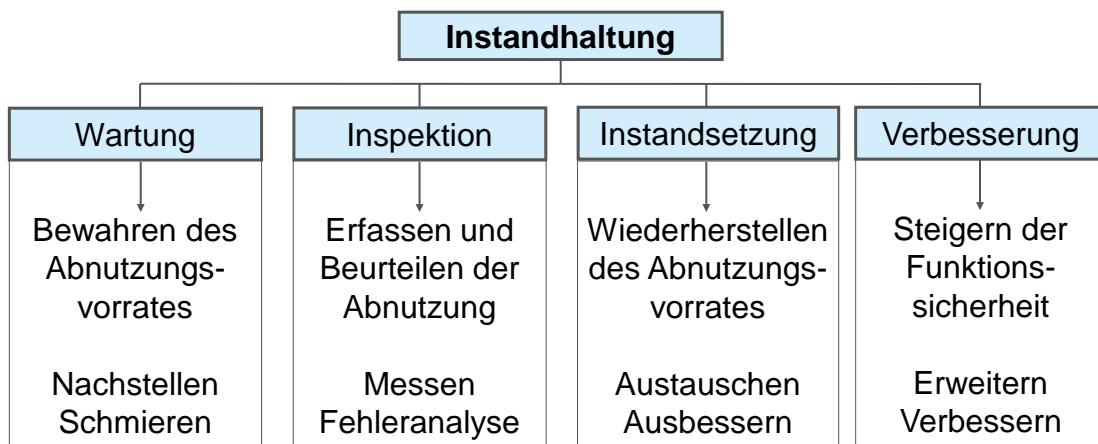 Instandhaltung
Wartung
Bewahren des
Abnutzungs-
vorrates
Nachstellen
Schmieren
Inspektion
Erfassen und
Beurteilen der
Abnutzung
Messen
Fehleranalyse
Instandsetzung
Wiederherstellen
des Abnutzungs-
vorrates
Austauschen
Ausbessern
Verbesserung
Steigern der
Funktions-
sicherheit
Erweitern
Verbessern